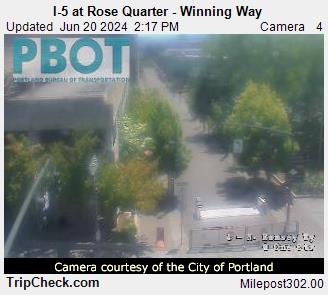 I-5 at Rose Quarter - Winning Way
Updated Jun 20 2024 2:17 PM Camera 4
PBOT
PORTLAND BUREAU OF TRANSPORTATION
Camera courtesy of the City of Portland
TripCheck.com Milepost302.00